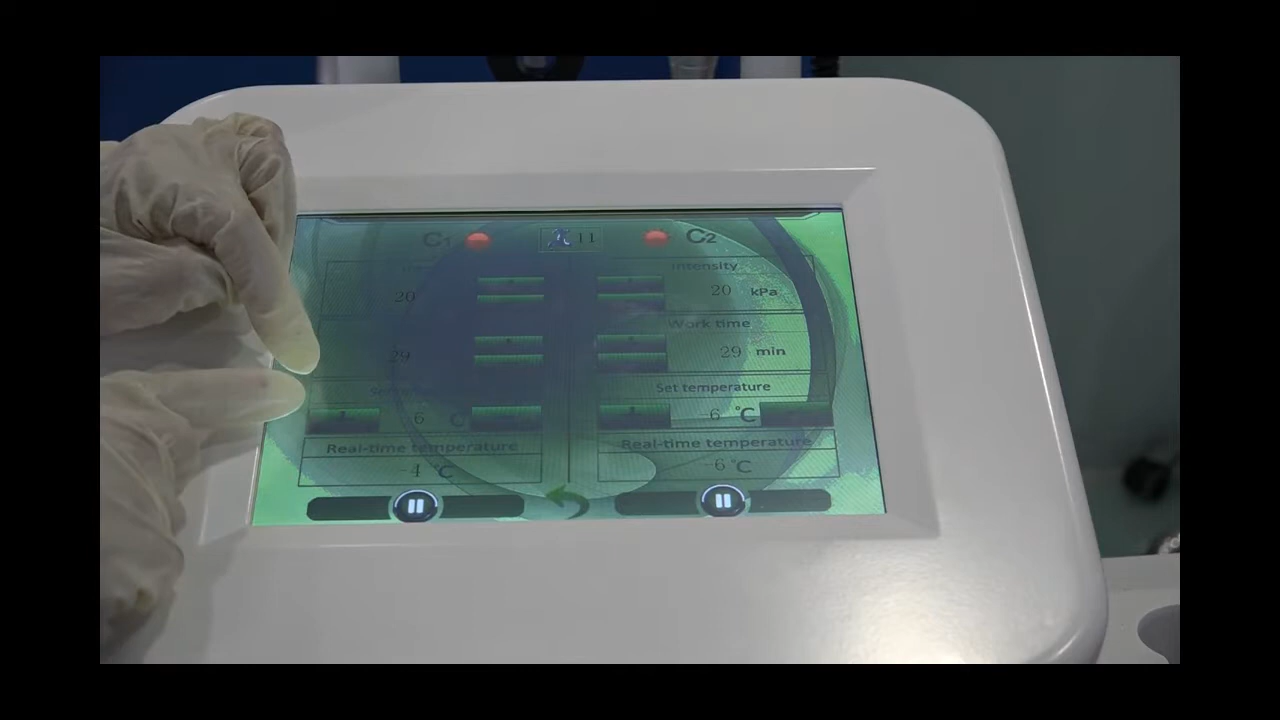 C1 11 C2
Intensity
20 20 kPa
Work time
29 29 min
Set temperature
6 C -6 °C
Real-time temperature Real-time temperature
-4 °C -6 °C